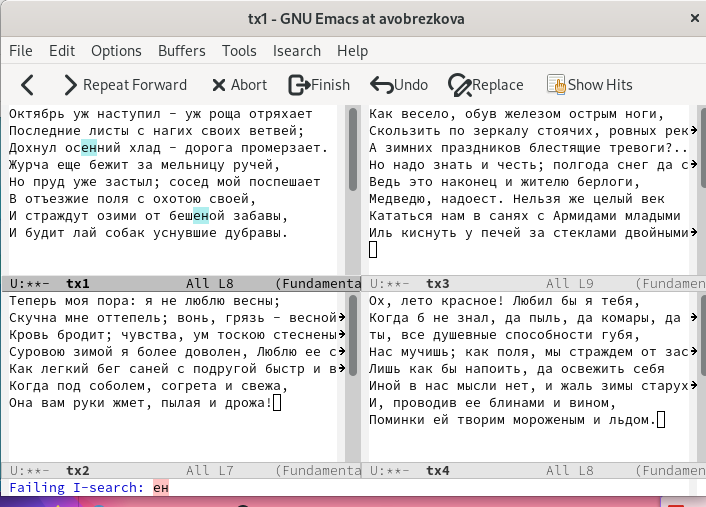 tx1 - GNU Emacs at avobrezkova ×
File Edit Options Buffers Tools Isearch Help
Repeat Forward Abort Finish Undo Replace Show Hits
Октябрь уж наступил - уж роща отряхает
Последние листы с нагих своих ветвей;
Дохнул осенний хлад - дорога промерзает.
Журча еще бежит за мельницу ручей,
Но пруд уже застыл; сосед мой поспешает
В отъезжие поля с охотою своей,
И страждут озими от бешеной забавы,
И будит лай собак уснувшие дубравы.
U:**- tx1 All L8 (Fundamenta
Как весело, обув железом острым ноги,
Скользить по зеркалу стоячих, ровных рек
А зимних праздников блестящие тревоги?..
Но надо знать и честь; полгода снег да с
Ведь это наконец и жителю берлоги,
Медведю, надоест. Нельзя же целый век
Кататься нам в санях с Армидами младыми
Иль киснуть у печей за стеклами двойными
U:**- tx3 All L9 (Fundamen
Теперь моя пора: я не люблю весны;
Скучна мне оттепель; вонь, грязь - весной
Кровь бродит; чувства, ум тоскою стеснены
Суровою зимой я более доволен, Люблю ее с
Как легкий бег саней с подругой быстр и в
Когда под соболем, согрета и свежа,
Она вам руки жмет, пылая и дрожа!
U:**- tx2 All L7 (Fundamenta
Ох, лето красное! Любил бы я тебя,
Когда б не знал, да пыль, да комары, да
ты, все душевные способности губя,
Нас мучишь; как поля, мы страждем от зас
Лишь как бы напоить, да освежить себя
Иной в нас мысли нет, и жаль зимы старух
И, проводив ее блинами и вином,
Поминки ей творим мороженым и льдом.
U:**- tx4 All L8 (Fundamen
Failing I-search: ен